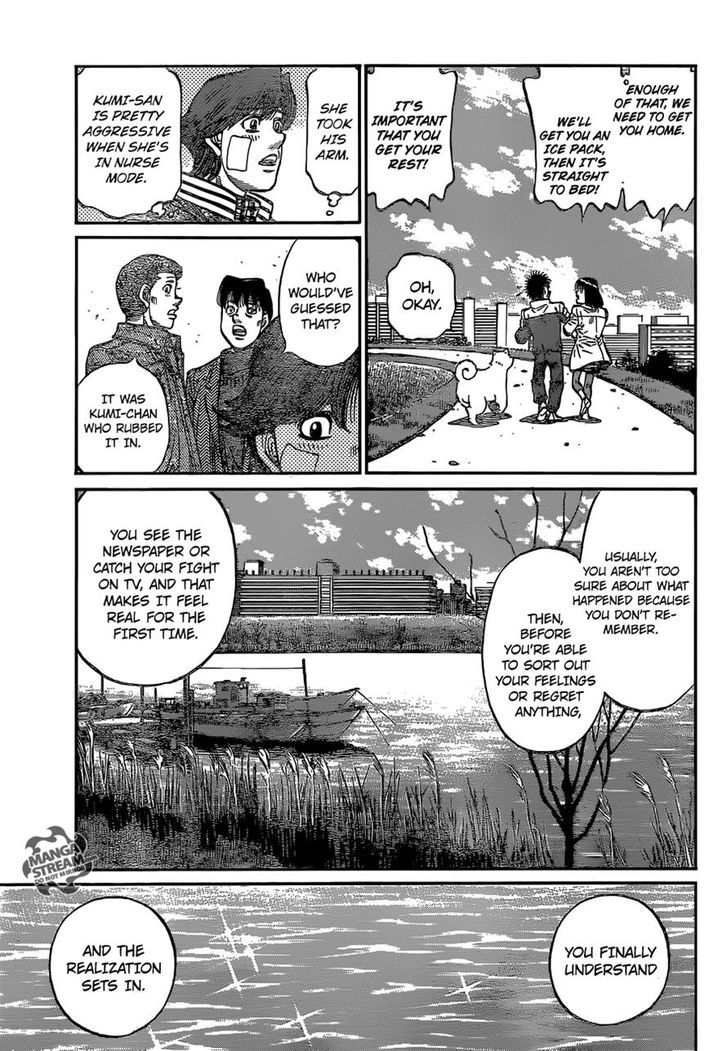 ENOUGH
OF THAT, WE
NEED TO GET
YOU HOME.
WE'LL
GET YOU AN
ICE PACK,
THEN IT'S
STRAIGHT
TO BED!
IT'S
IMPORTANT
THAT YOU
GET YOUR
REST!
OH,
OKAY.
SHE
TOOK
HIS
ARM.
KUMI-SAN
IS PRETTY
AGGRESSIVE
WHEN SHE'S
IN NURSE
MODE.
WHO
WOULD'VE
GUESSED
THAT?
IT WAS
KUMI-CHAN
WHO RUBBED
IT IN.
USUALLY,
YOU AREN'T TOO
SURE ABOUT WHAT
HAPPENED BECAUSE
YOU DON'T RE-
MEMBER.
THEN,
BEFORE
YOU'RE ABLE
TO SORT OUT
YOUR FEELINGS
OR REGRET
ANYTHING,
YOU SEE THE
NEWSPAPER OR
CATCH YOUR FIGHT
ON TV, AND THAT
MAKES IT FEEL
REAL FOR THE
FIRST TIME.
YOU FINALLY
UNDERSTAND
AND THE
REALIZATION
SETS IN.
MANGA
STREAM
DO NOT MIRROR